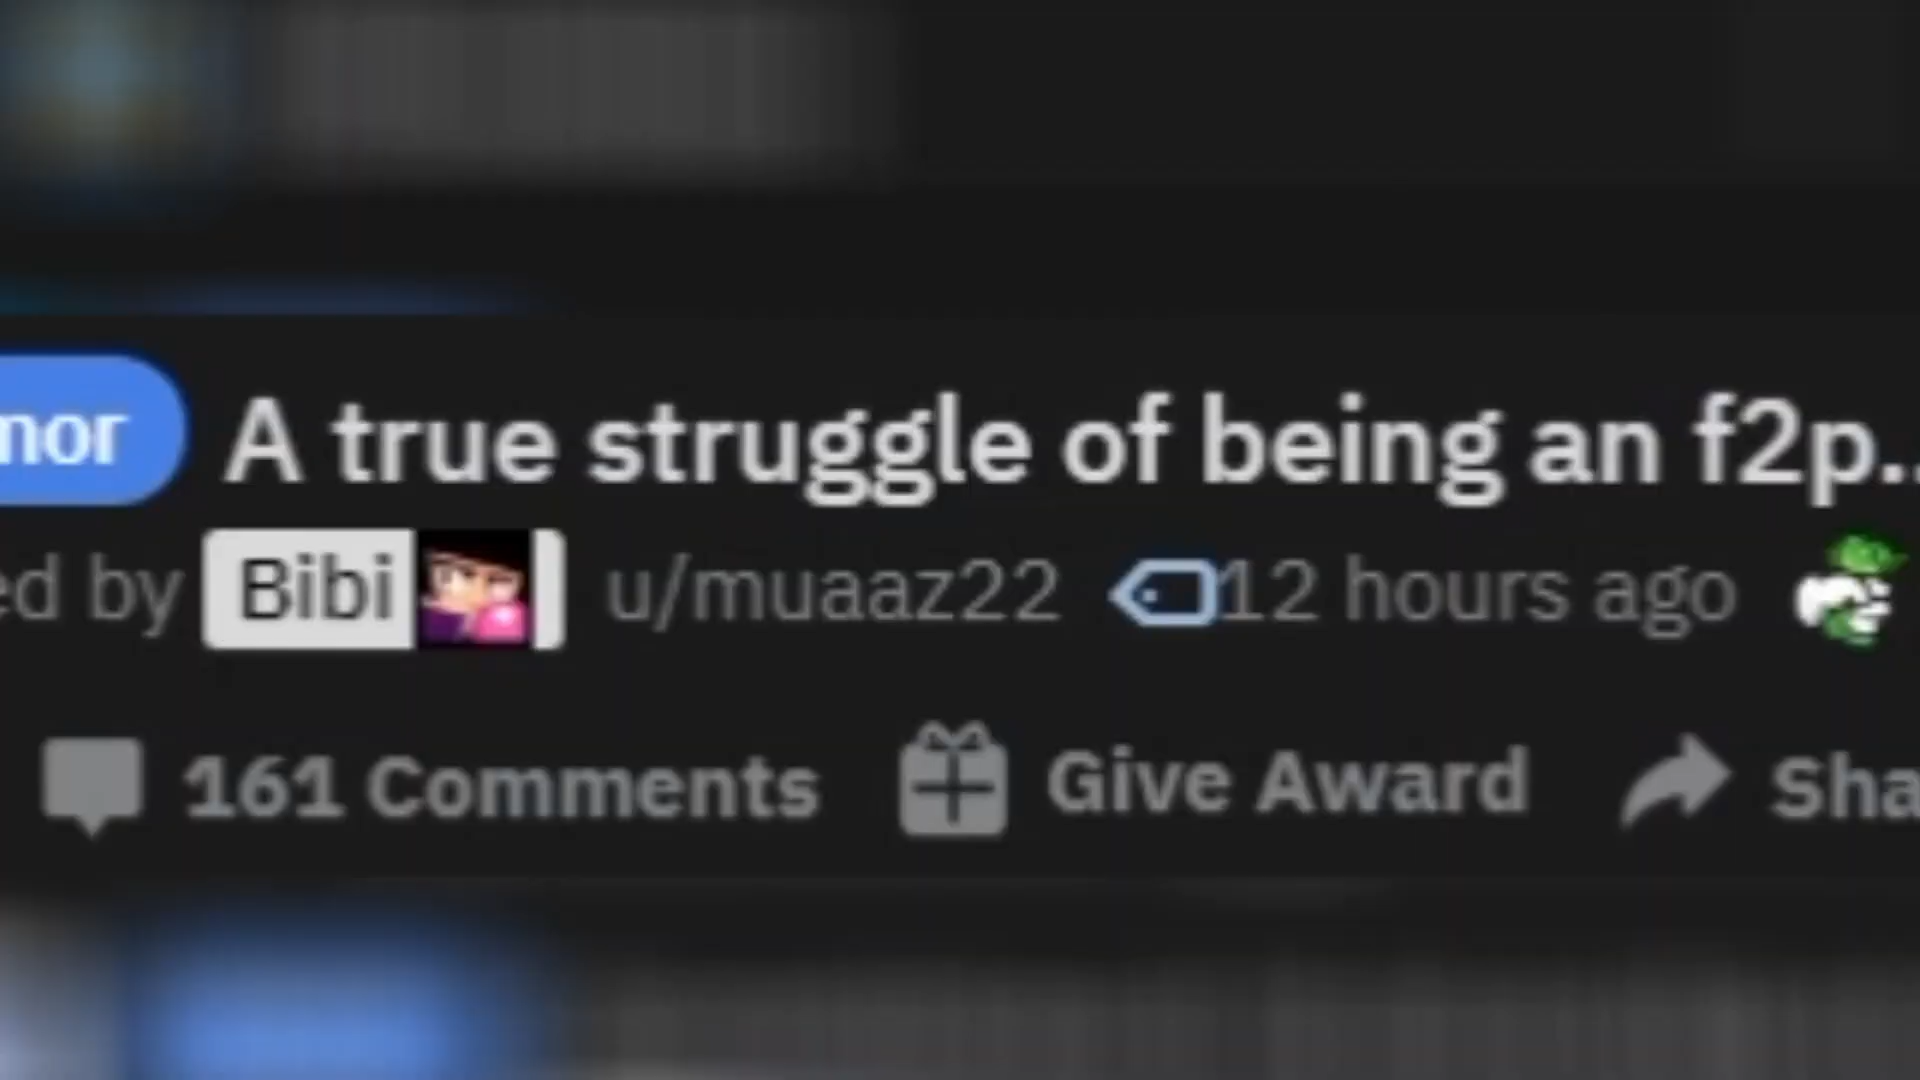 mor A true struggle of being an f2p..
ed by Bibi u/muaaz22 12 hours ago
161 Comments Give Award Sha